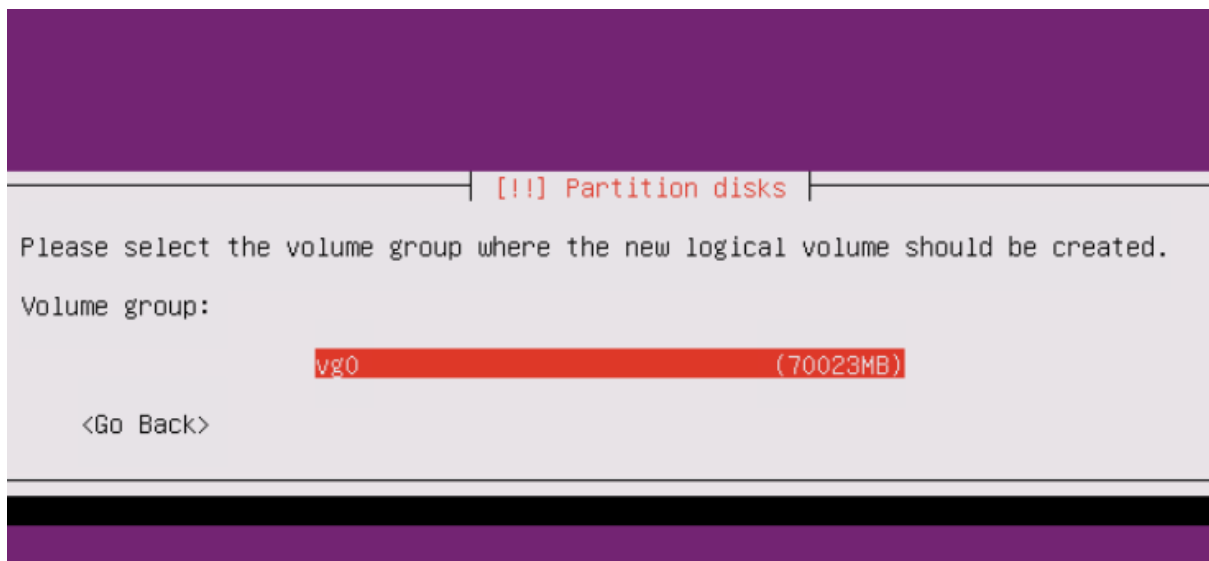 [!!] Partition disks
Please select the volume group where the new logical volume should be created.
Volume group:
vg0 (70023MB)
<Go Back>